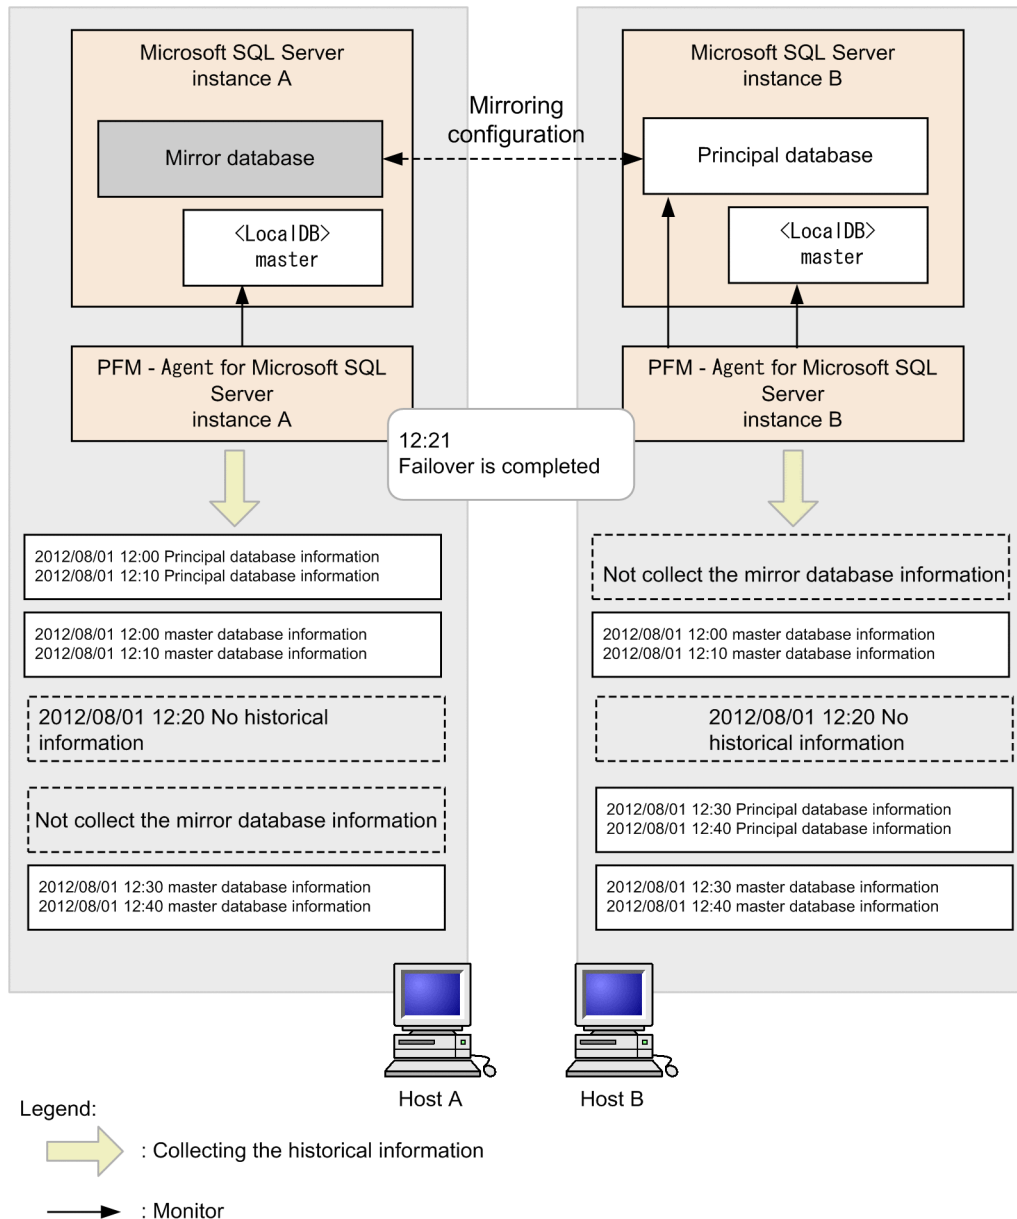 Microsoft SQL Server
instance A
Mirror database
<LocalDB>
master
PFM - Agent for Microsoft SQL
Server
instance A
Mirroring
configuration
Microsoft SQL Server
instance B
Principal database
<LocalDB>
master
PFM - Agent for Microsoft SQL
Server
instance B
12:21
Failover is completed
2012/08/01 12:00 Principal database information
2012/08/01 12:10 Principal database information
2012/08/01 12:00 master database information
2012/08/01 12:10 master database information
2012/08/01 12:20 No historical
information
Not collect the mirror database information
2012/08/01 12:30 master database information
2012/08/01 12:40 master database information
Not collect the mirror database information
2012/08/01 12:00 master database information
2012/08/01 12:10 master database information
2012/08/01 12:20 No
historical information
2012/08/01 12:30 Principal database information
2012/08/01 12:40 Principal database information
2012/08/01 12:30 master database information
2012/08/01 12:40 master database information
Host A
Host B
Legend:
: Collecting the historical information
: Monitor